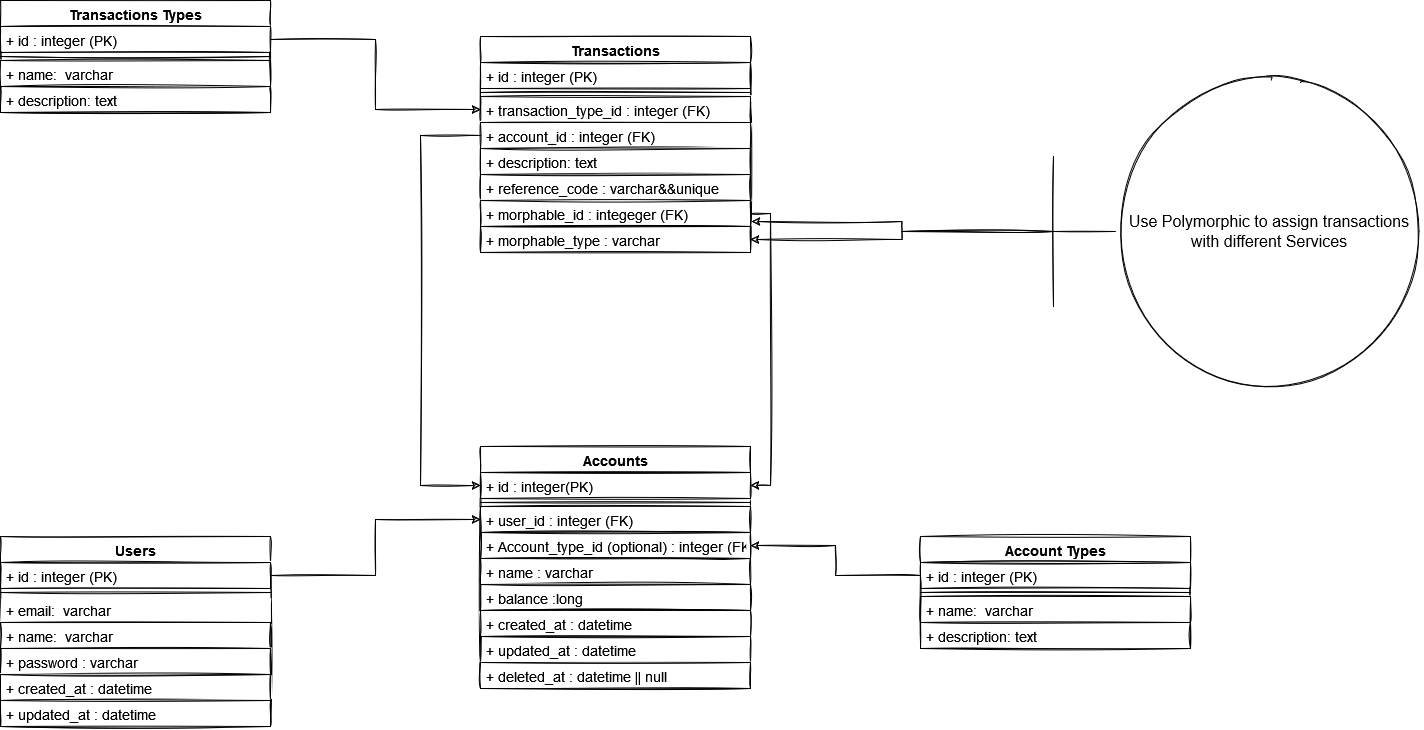 Transactions Types
+ id : integer (PK)
+ name: varchar
+ description: text
Transactions
+ id : integer (PK)
+ transaction_type_id : integer (FK)
+ account_id : integer (FK)
+ description: text
+ reference_code : varchar&&unique
+ morphable_id : integeger (FK)
+ morphable_type : varchar
Use Polymorphic to assign transactions
with different Services
Accounts
+ id : integer(PK)
+ user_id : integer (FK)
+ Account_type_id (optional) : integer (FK
+ name : varchar
+ balance :long
+ created_at : datetime
+ updated_at : datetime
+ deleted_at : datetime || null
Users
+ id : integer (PK)
+ email: varchar
+ name: varchar
+ password : varchar
+ created_at : datetime
+ updated_at : datetime
Account Types
+ id : integer (PK)
+ name: varchar
+ description: text